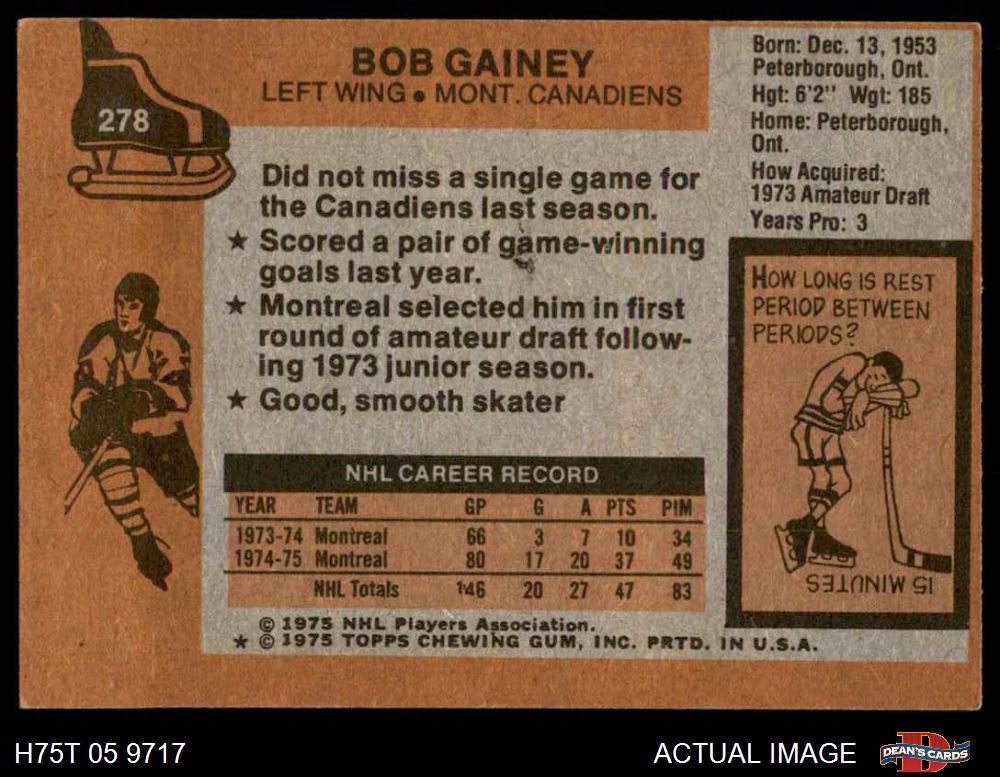 278
BOB GAINEY
LEFT WING • MONT. CANADIENS
Did not miss a single game for
the Canadiens last season.
★ Scored a pair of game-winning
goals last year.
★ Montreal selected him in first
round of amateur draft follow-
ing 1973 junior season.
★ Good, smooth skater
NHL CAREER RECORD
YEAR TEAM GP G A PTS PIM
1973-74 Montreal 66 3 7 10 34
1974-75 Montreal 80 17 20 37 49
NHL Totals 146 20 27 47 83
© 1975 NHL Players Association.
★ © 1975 TOPPS CHEWING GUM, INC. PRTD. IN U.S.A.
Born: Dec. 13, 1953
Peterborough, Ont.
Hgt: 6'2" Wgt: 185
Home: Peterborough,
Ont.
How Acquired:
1973 Amateur Draft
Years Pro: 3
HOW LONG IS REST
PERIOD BETWEEN
PERIODS?
15 MINUTES
H75T 05 9717
ACTUAL IMAGE
DEAN'S CARDS